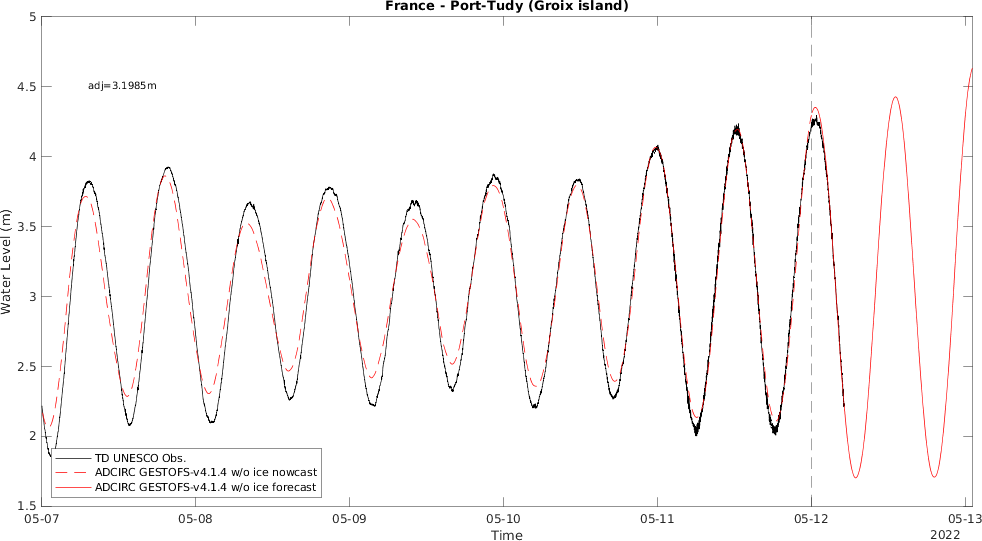 France - Port-Tudy (Groix island)
5
4.5
4
3.5
3
2.5
2
1.5
Water Level (m)
adj=3.1985m
TD UNESCO Obs.
ADCIRC GESTOFS-v4.1.4 w/o ice nowcast
ADCIRC GESTOFS-v4.1.4 w/o ice forecast
05-07 05-08 05-09 05-10 05-11 05-12 05-13
Time
2022